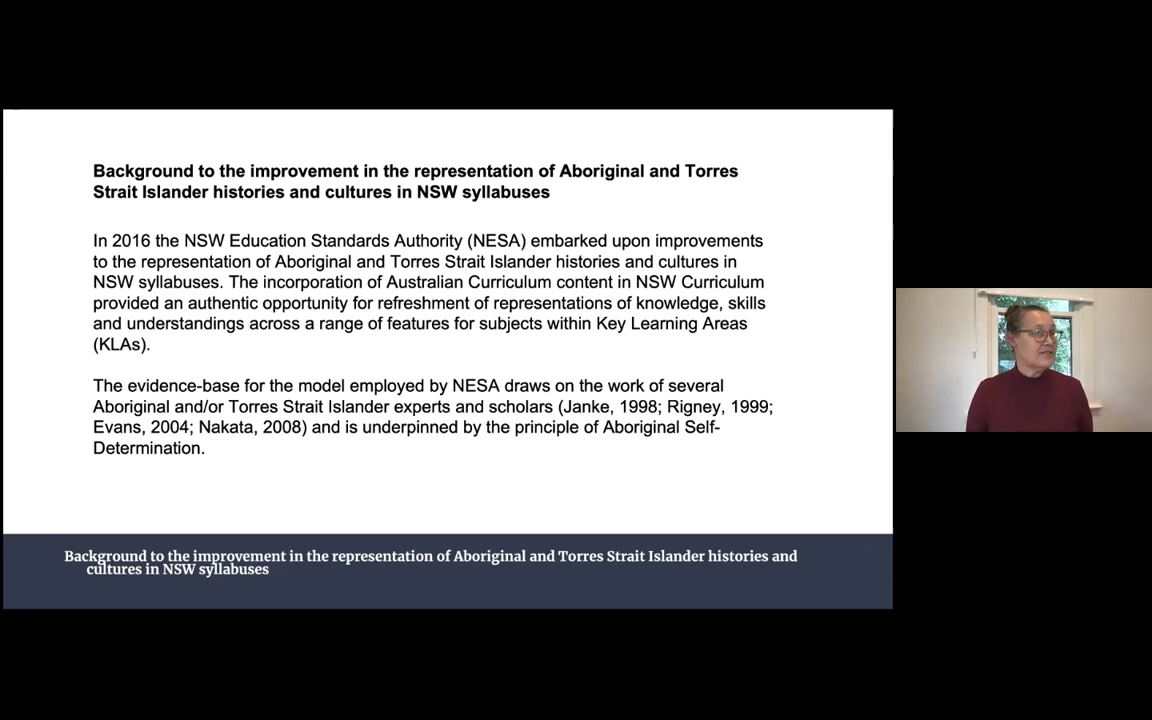 Background to the improvement in the representation of Aboriginal and Torres
Strait Islander histories and cultures in NSW syllabuses
In 2016 the NSW Education Standards Authority (NESA) embarked upon improvements
to the representation of Aboriginal and Torres Strait Islander histories and cultures in
NSW syllabuses. The incorporation of Australian Curriculum content in NSW Curriculum
provided an authentic opportunity for refreshment of representations of knowledge, skills
and understandings across a range of features for subjects within Key Learning Areas
(KLAs).
The evidence-base for the model employed by NESA draws on the work of several
Aboriginal and/or Torres Strait Islander experts and scholars (Janke, 1998; Rigney, 1999;
Evans, 2004; Nakata, 2008) and is underpinned by the principle of Aboriginal Self-
Determination.
Background to the improvement in the representation of Aboriginal and Torres Strait Islander histories and
cultures in NSW syllabuses